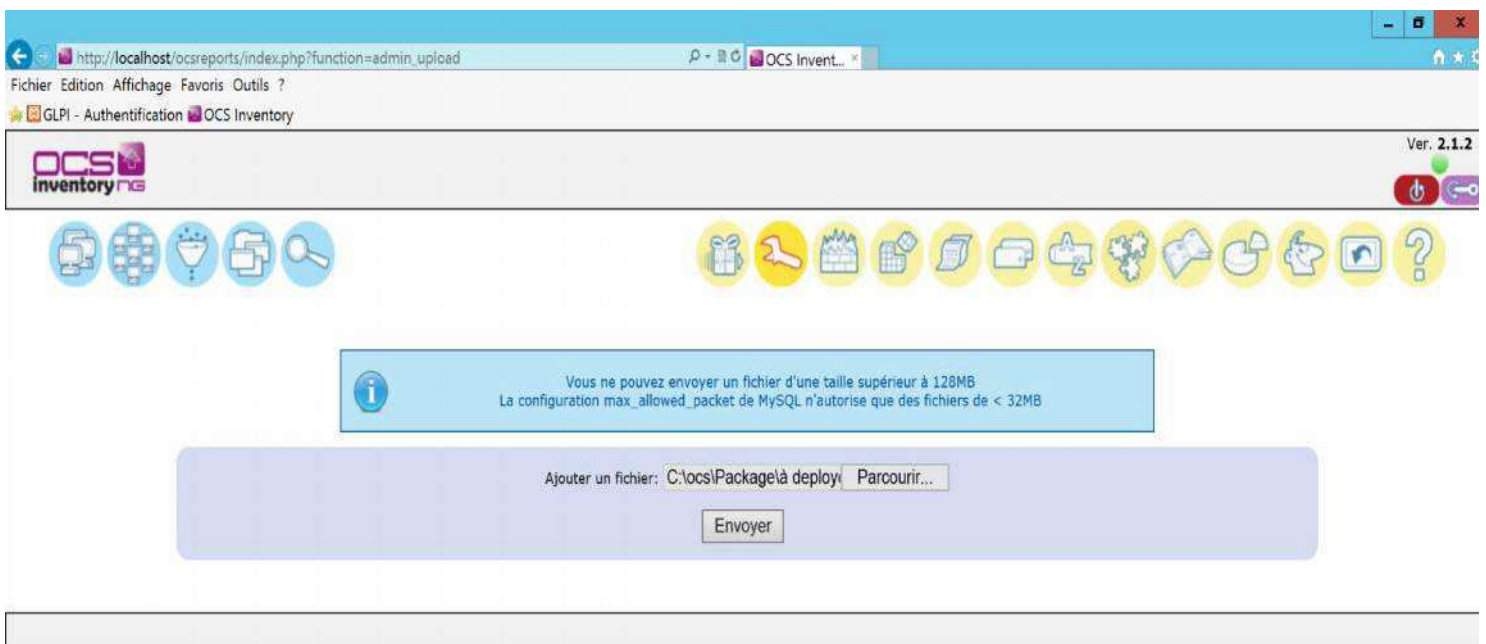 http://localhost/ocsreports/index.php?function=admin_upload
OCS Invent...
Fichier Edition Affichage Favoris Outils ?
GLPI - Authentification OCS Inventory
OCS
inventory NG
Ver. 2.1.2
A
Z
?
Vous ne pouvez envoyer un fichier d'une taille supérieur à 128MB
La configuration max_allowed_packet de MySQL n'autorise que des fichiers de < 32MB
Ajouter un fichier: C:\ocs\Package\à deploy Parcourir...
Envoyer